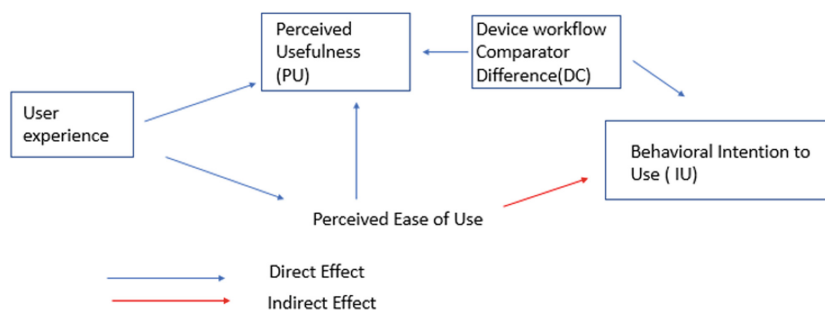 Perceived
Usefulness
(PU)
Device workflow
Comparator
Difference(DC)
User
experience
Behavioral Intention to
Use ( IU)
Perceived Ease of Use
Direct Effect
Indirect Effect